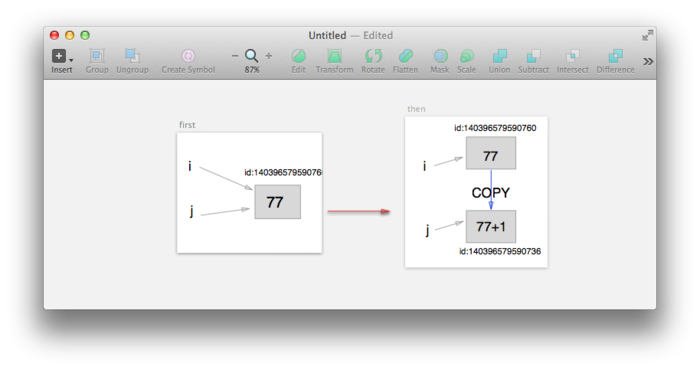 Untitled — Edited
Insert Group Ungroup Create Symbol 87% Edit Transform Rotate Flatten Mask Scale Union Subtract Intersect Difference
first
i
id:14039657959076
77
j
then
id:140396579590760
i
77
COPY
j
77+1
id:140396579590736